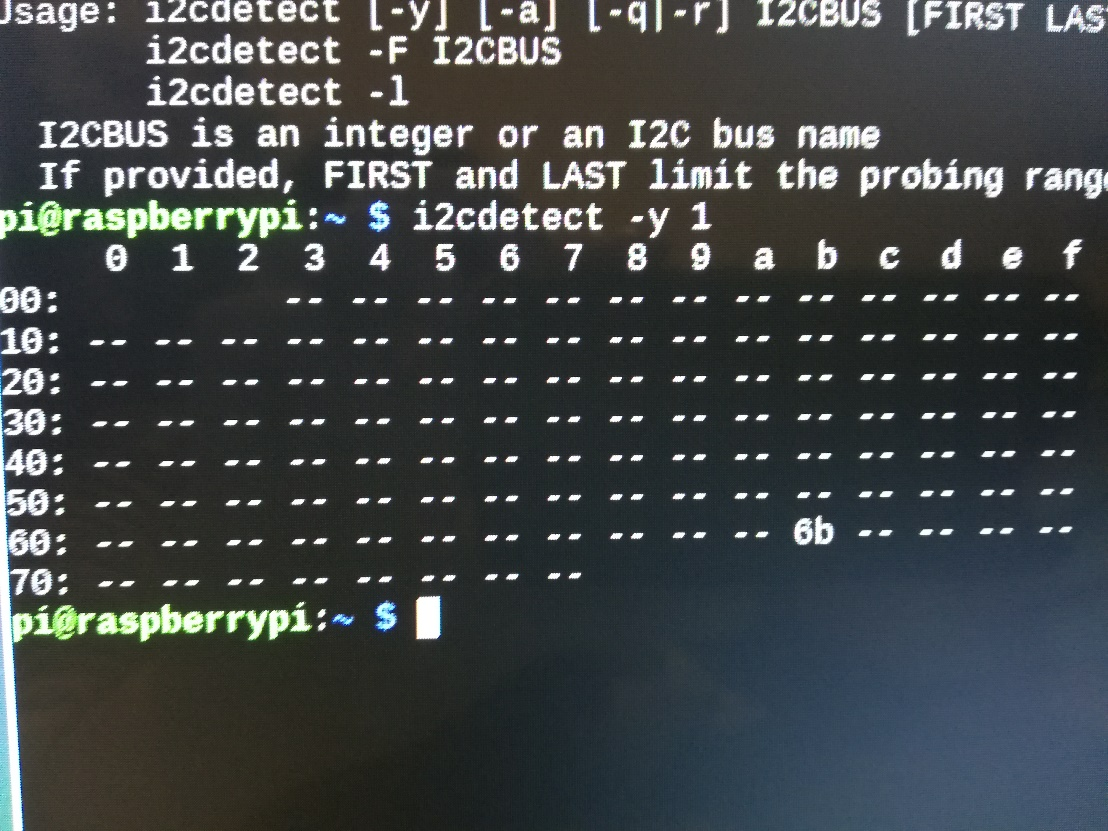 Usage: i2cdetect [-y] [-a] [-q|-r] I2CBUS [FIRST LAS
i2cdetect -F I2CBUS
i2cdetect -l
I2CBUS is an integer or an I2C bus name
If provided, FIRST and LAST limit the probing range
pi@raspberrypi:~ $ i2cdetect -y 1
0 1 2 3 4 5 6 7 8 9 a b c d e f
00: -- -- -- -- -- -- -- -- -- -- -- -- --
10: -- -- -- -- -- -- -- -- -- -- -- -- -- -- -- --
20: -- -- -- -- -- -- -- -- -- -- -- -- -- -- -- --
30: -- -- -- -- -- -- -- -- -- -- -- -- -- -- -- --
40: -- -- -- -- -- -- -- -- -- -- -- -- -- -- -- --
50: -- -- -- -- -- -- -- -- -- -- -- -- -- -- -- --
60: -- -- -- -- -- -- -- -- -- -- -- 6b -- -- -- --
70: -- -- -- -- -- -- -- --
pi@raspberrypi:~ $